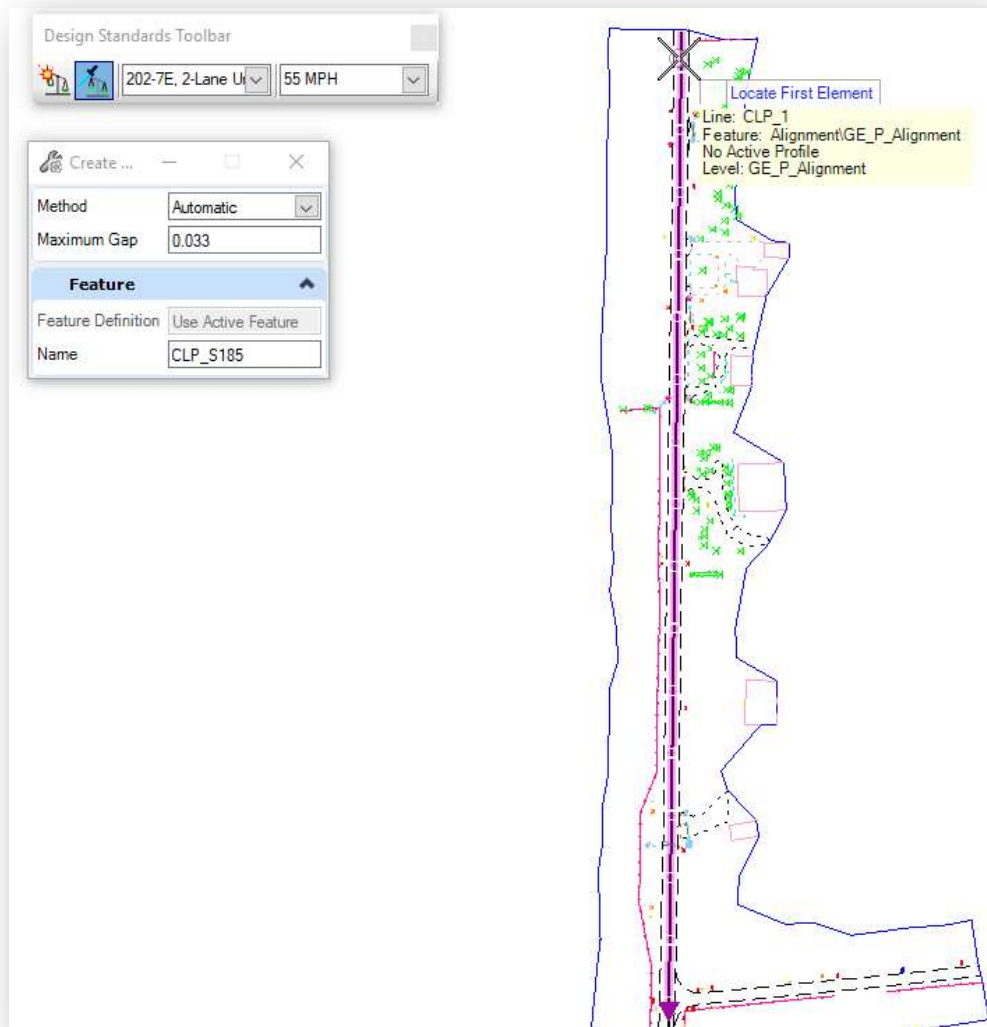 Design Standards Toolbar
202-7E, 2-Lane Ur
55 MPH
Create ...
Method
Automatic
Maximum Gap
0.033
Feature
Feature Definition
Use Active Feature
Name
CLP_S185
Locate First Element
Line: CLP_1
Feature: Alignment\GE_P_Alignment
No Active Profile
Level: GE_P_Alignment